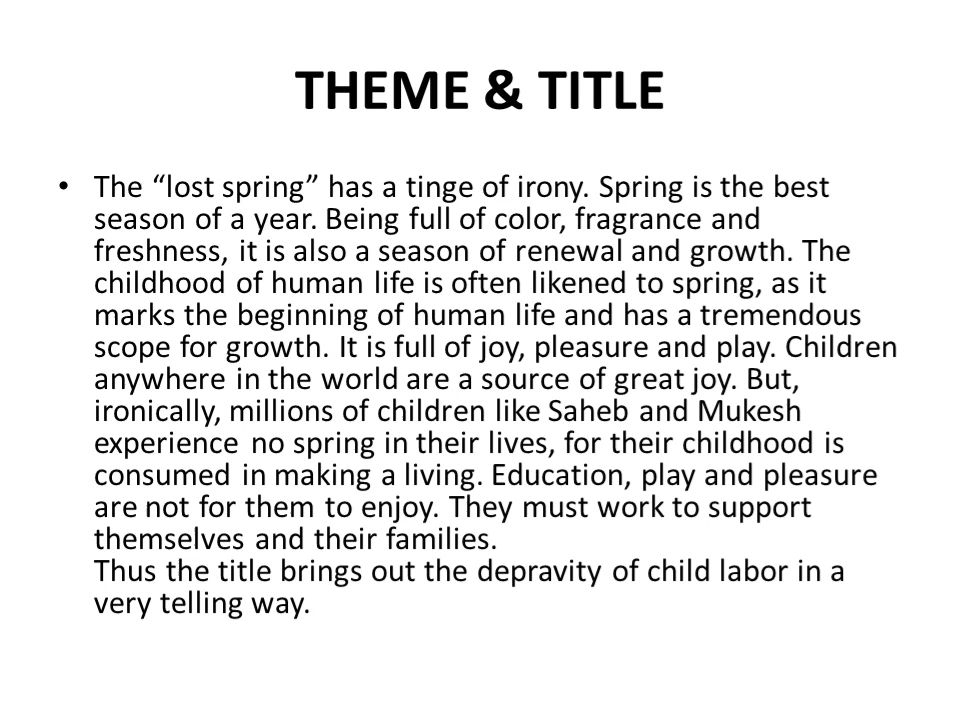 THEME & TITLE
• The “lost spring” has a tinge of irony. Spring is the best
season of a year. Being full of color, fragrance and
freshness, it is also a season of renewal and growth. The
childhood of human life is often likened to spring, as it
marks the beginning of human life and has a tremendous
scope for growth. It is full of joy, pleasure and play. Children
anywhere in the world are a source of great joy. But,
ironically, millions of children like Saheb and Mukesh
experience no spring in their lives, for their childhood is
consumed in making a living. Education, play and pleasure
are not for them to enjoy. They must work to support
themselves and their families.
Thus the title brings out the depravity of child labor in a
very telling way.